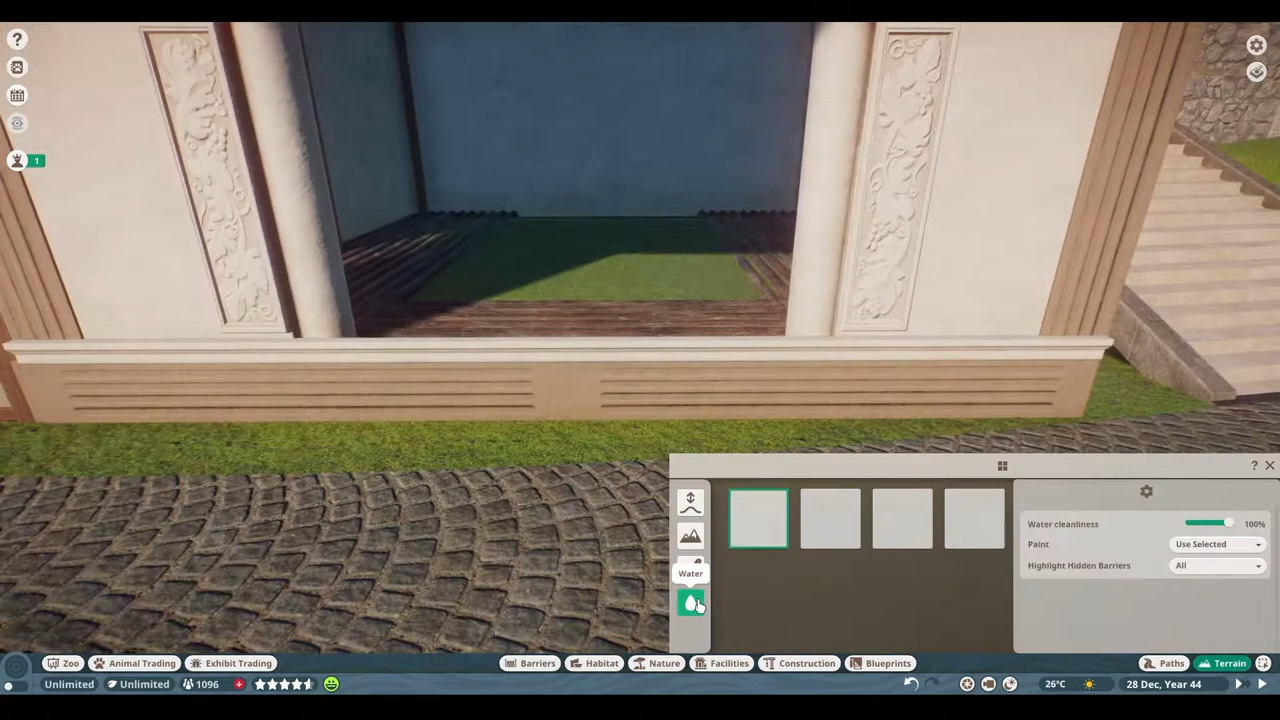 ?
1
? 
Water cleanliness 100%
Paint Use Selected
Highlight Hidden Barriers All
Water
Zoo Animal Trading Exhibit Trading Barriers Habitat Nature Facilities Construction Blueprints Paths Terrain
Unlimited Unlimited 1096 26°C 28 Dec, Year 44